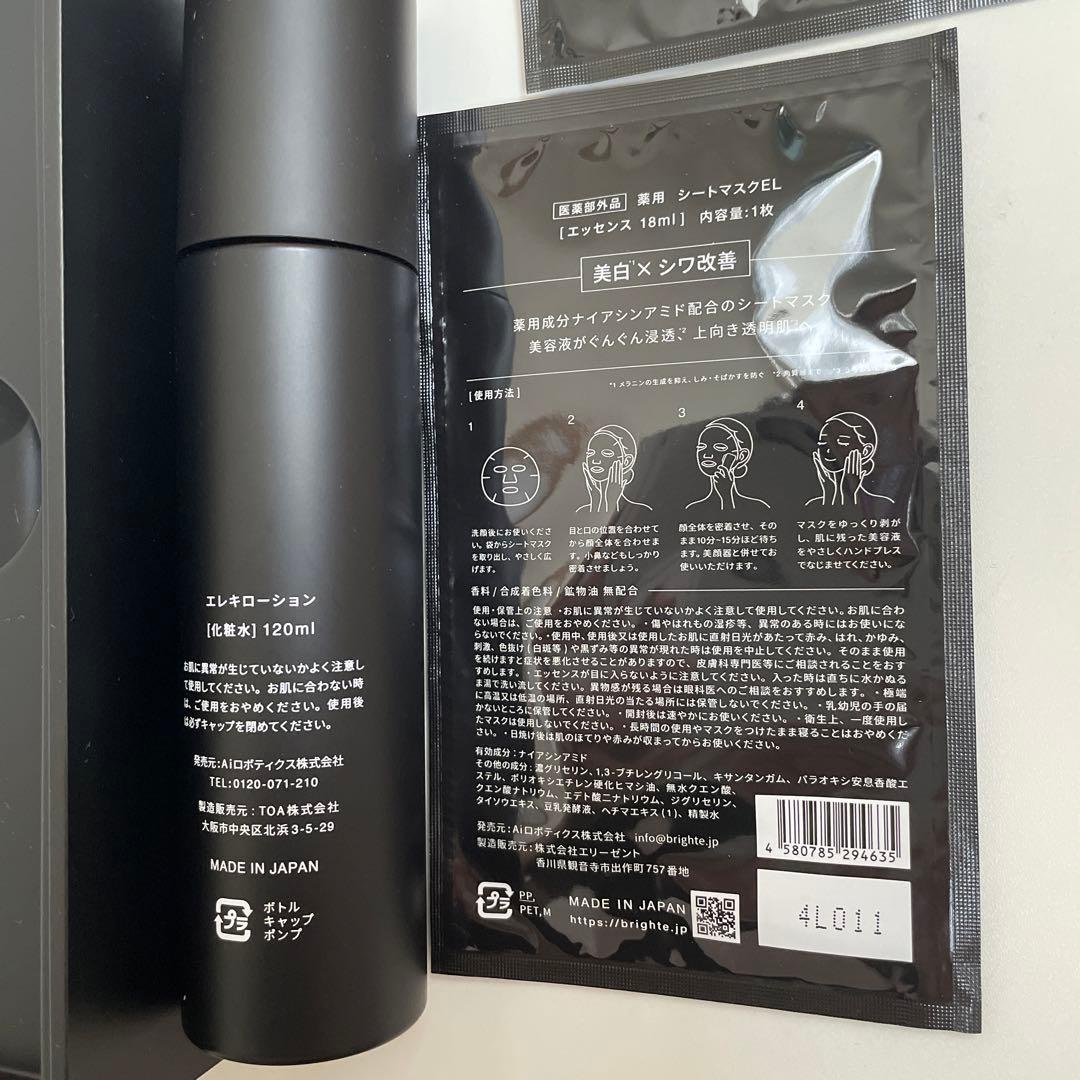 エレキローション
[化粧水] 120ml
お肌に異常が生じていないかよく注意し
て使用してください。お肌に合わない時
は、ご使用をおやめください。使用後
は必ずキャップを閉めてください。
発売元:Aiロボティクス株式会社
TEL:0120-071-210
製造販売元:TOA株式会社
大阪市中央区北浜3-5-29
MADE IN JAPAN
プラ
ボトル
キャップ
ポンプ
医薬部外品 薬用 シートマスクEL
[エッセンス 18ml] 内容量:1枚
美白*1× シワ改善
薬用成分ナイアシンアミド配合のシートマスク
美容液がぐんぐん浸透*2、上向き透明肌*3へ
*1 メラニンの生成を抑え、しみ・そばかすを防ぐ *2 角質層まで
[使用方法]
1
2
3
4
洗顔後にお使いくださ
い。袋からシートマスク
を取り出し、やさしく広
げます。
目と口の位置を合わせて
から顔全体を合わせま
す。小鼻などもしっかり
密着させましょう。
顔全体を密着させ、その
まま10分~15分ほど待ち
ます。美顔器と併せてお
使いいただけます。
マスクをゆっくり剥が
し、肌に残った美容液
をやさしくハンドプレス
でなじませてください。
香料/合成着色料/鉱物油 無配合
使用・保管上の注意 ・お肌に異常が生じていないかよく注意して使用してください。お肌に合わ
ない場合は、ご使用をおやめください。・傷やはれもの湿疹等、異常のある時にはお使いにな
らないでください。・使用中、使用後又は使用したお肌に直射日光があたって赤み、はれ、かゆみ、
刺激、色抜け(白斑等)や黒ずみ等の異常が現れた時は使用を中止してください。そのまま使用
を続けますと症状を悪化させることがありますので、皮膚科専門医等にご相談されることをおす
すめします。・エッセンスが目に入らないように注意してください。入った時は直ちに水かぬる
ま湯で洗い流してください。異物感が残る場合は眼科医へのご相談をおすすめします。・極端
に高温又は低温の場所、直射日光の当たる場所には保管しないでください。・乳幼児の手の届
かないところに保管してください。・開封後は速やかにお使いください。・衛生上、一度使用し
たマスクは使用しないでください。・長時間の使用やマスクをつけたまま寝ることはおやめくだ
さい。・日焼け後は肌のほてりや赤みが収まってからお使いください。
有効成分:ナイアシンアミド
その他の成分:濃グリセリン、1,3-ブチレングリコール、キサンタンガム、パラオキシ安息香酸エ
ステル、ポリオキシエチレン硬化ヒマシ油、無水クエン酸、
クエン酸ナトリウム、エデト酸二ナトリウム、ジグリセリン、
ダイソウエキス、豆乳発酵液、ヘチマエキス(1)、精製水
発売元:Aiロボティクス株式会社 info@brighte.jp
製造販売元:株式会社エリーゼント
香川県観音寺市出作町757番地
プラ
PP,
PET,M
MADE IN JAPAN
https://brighte.jp
4 580785 294635
4L011